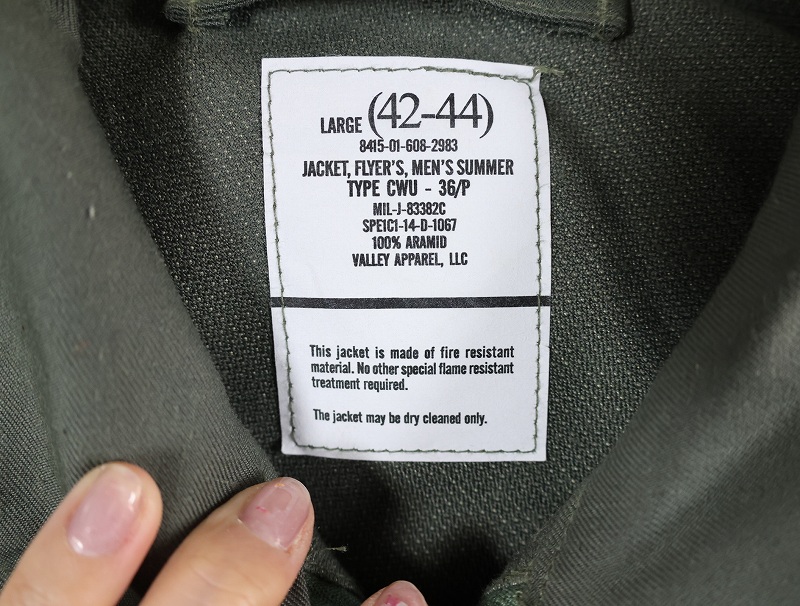 LARGE (42-44)
8415-01-608-2983
JACKET, FLYER'S, MEN'S SUMMER
TYPE CWU - 36/P
MIL-J-83382C
SPE1C1-14-D-1067
100% ARAMID
VALLEY APPAREL, LLC
This jacket is made of fire resistant
material. No other special flame resistant
treatment required.
The jacket may be dry cleaned only.